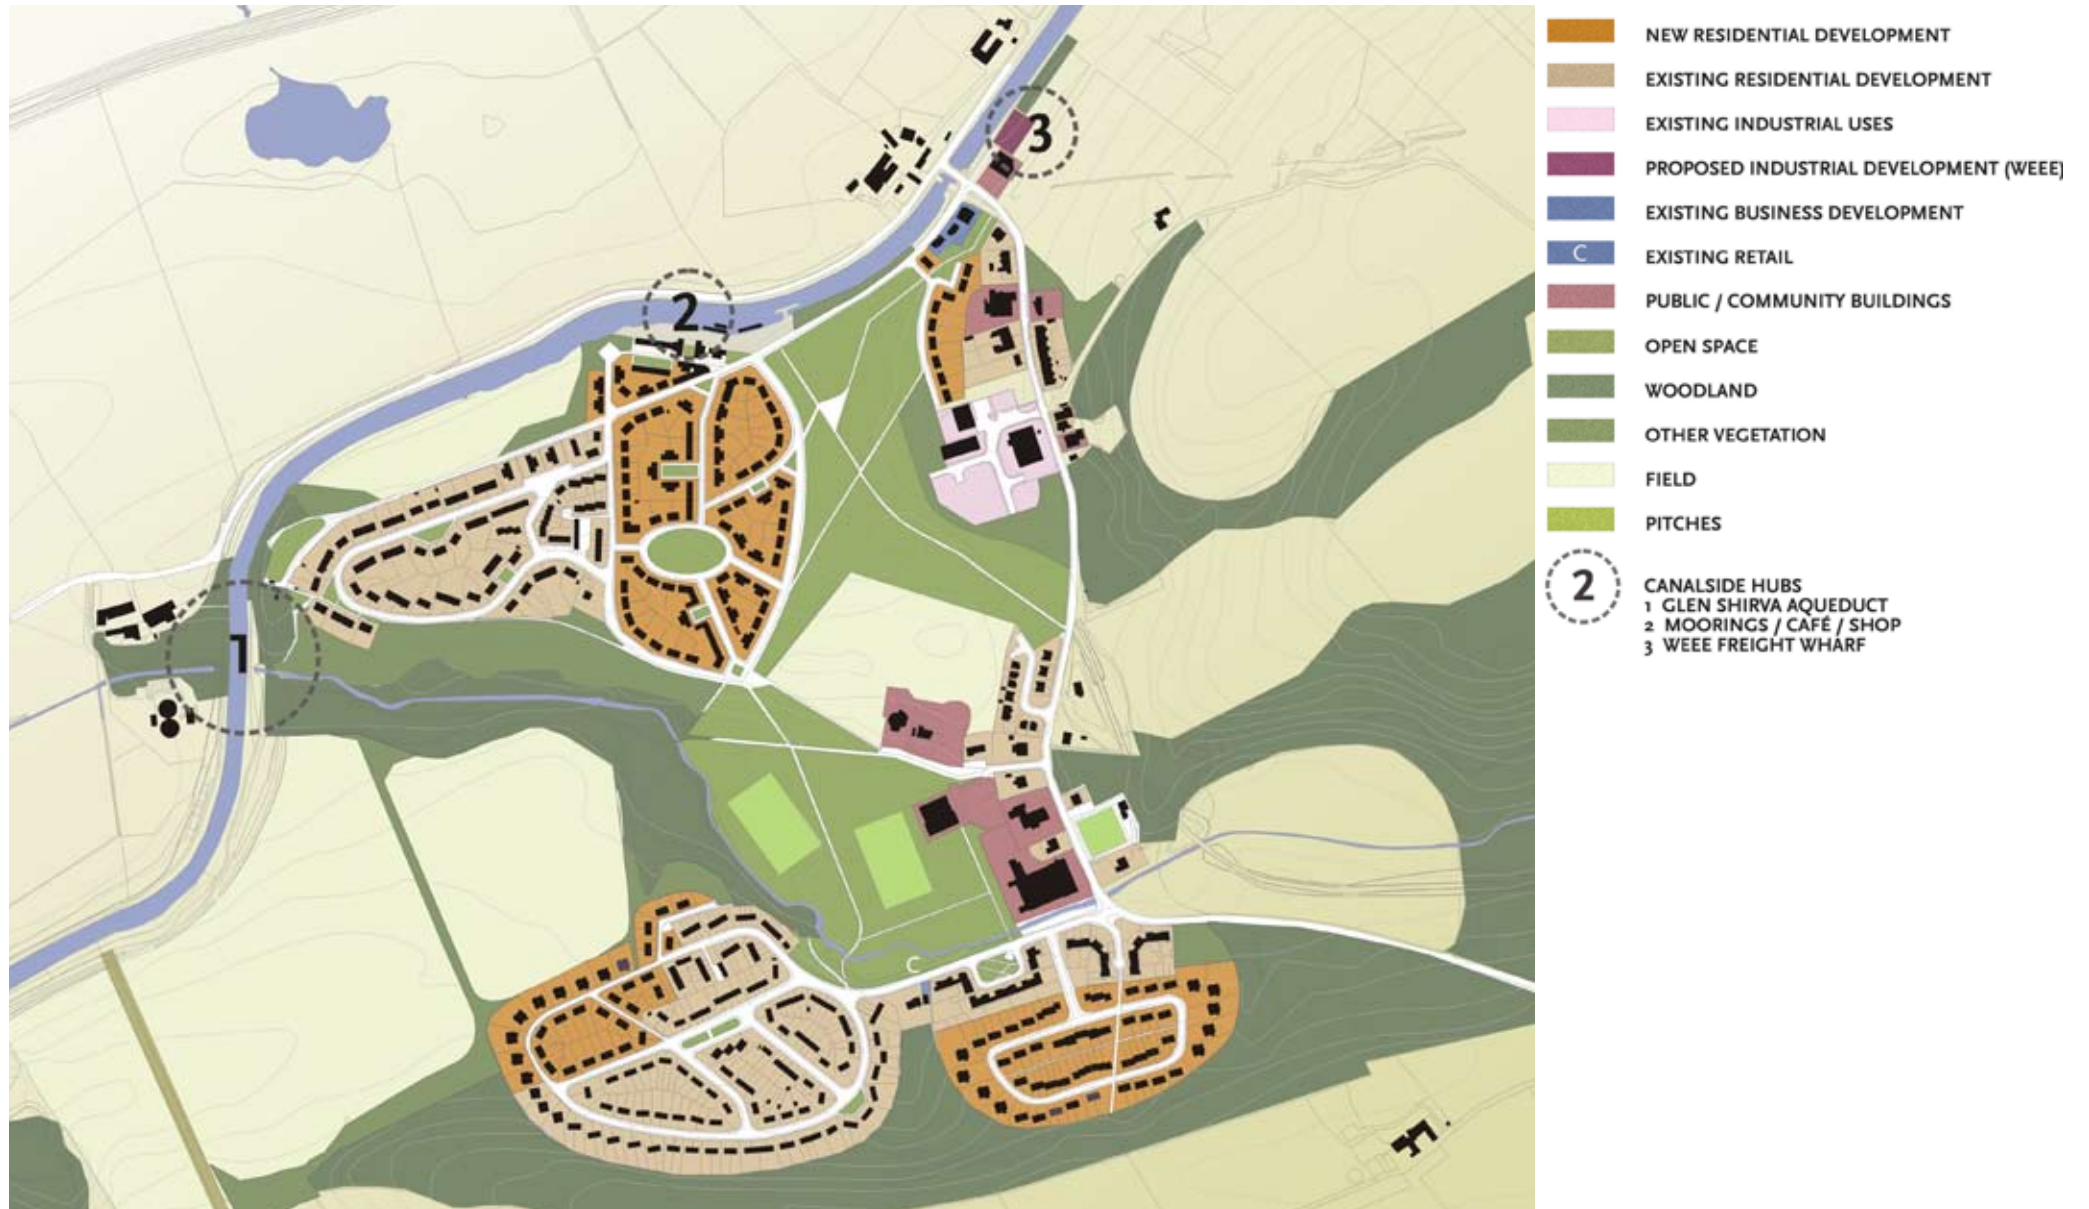 3
2
1
C
NEW RESIDENTIAL DEVELOPMENT
EXISTING RESIDENTIAL DEVELOPMENT
EXISTING INDUSTRIAL USES
PROPOSED INDUSTRIAL DEVELOPMENT (WEEE)
EXISTING BUSINESS DEVELOPMENT
C EXISTING RETAIL
PUBLIC / COMMUNITY BUILDINGS
OPEN SPACE
WOODLAND
OTHER VEGETATION
FIELD
PITCHES
2 CANALSIDE HUBS
1 GLEN SHIRVA AQUEDUCT
2 MOORINGS / CAFÉ / SHOP
3 WEEE FREIGHT WHARF